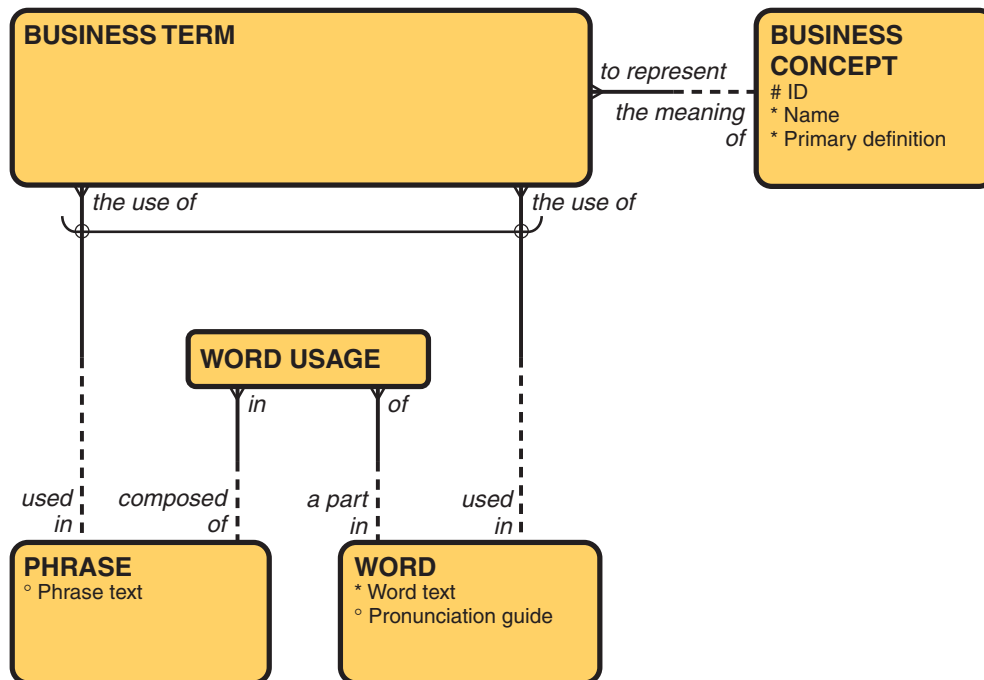 BUSINESS TERM
BUSINESS
CONCEPT
# ID
* Name
* Primary definition
to represent
the meaning
of
the use of
the use of
WORD USAGE
in
of
used
in
composed
of
a part
in
used
in
PHRASE
° Phrase text
WORD
* Word text
° Pronunciation guide